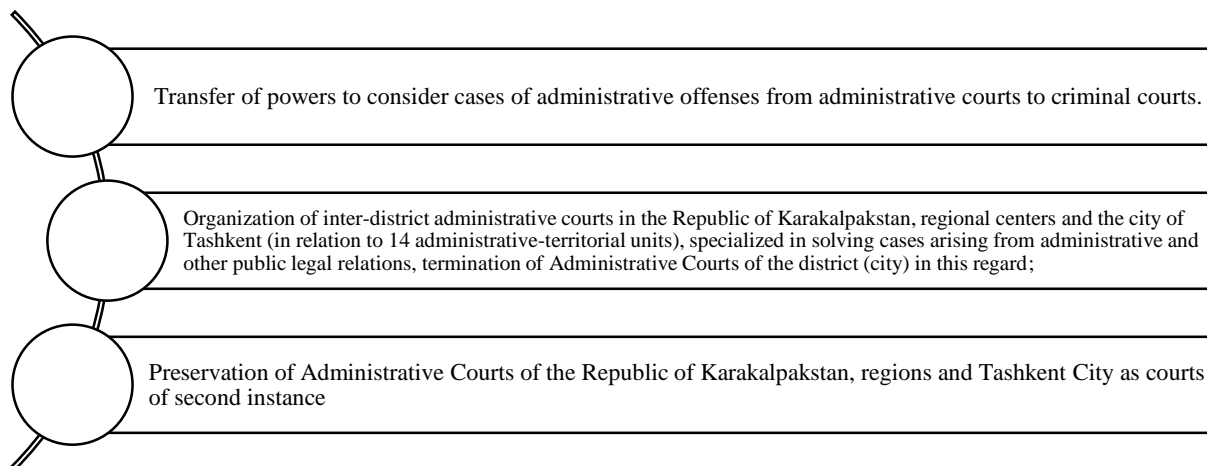 Transfer of powers to consider cases of administrative offenses from administrative courts to criminal courts.
Organization of inter-district administrative courts in the Republic of Karakalpakstan, regional centers and the city of
Tashkent (in relation to 14 administrative-territorial units), specialized in solving cases arising from administrative and
other public legal relations, termination of Administrative Courts of the district (city) in this regard;
Preservation of Administrative Courts of the Republic of Karakalpakstan, regions and Tashkent City as courts
of second instance